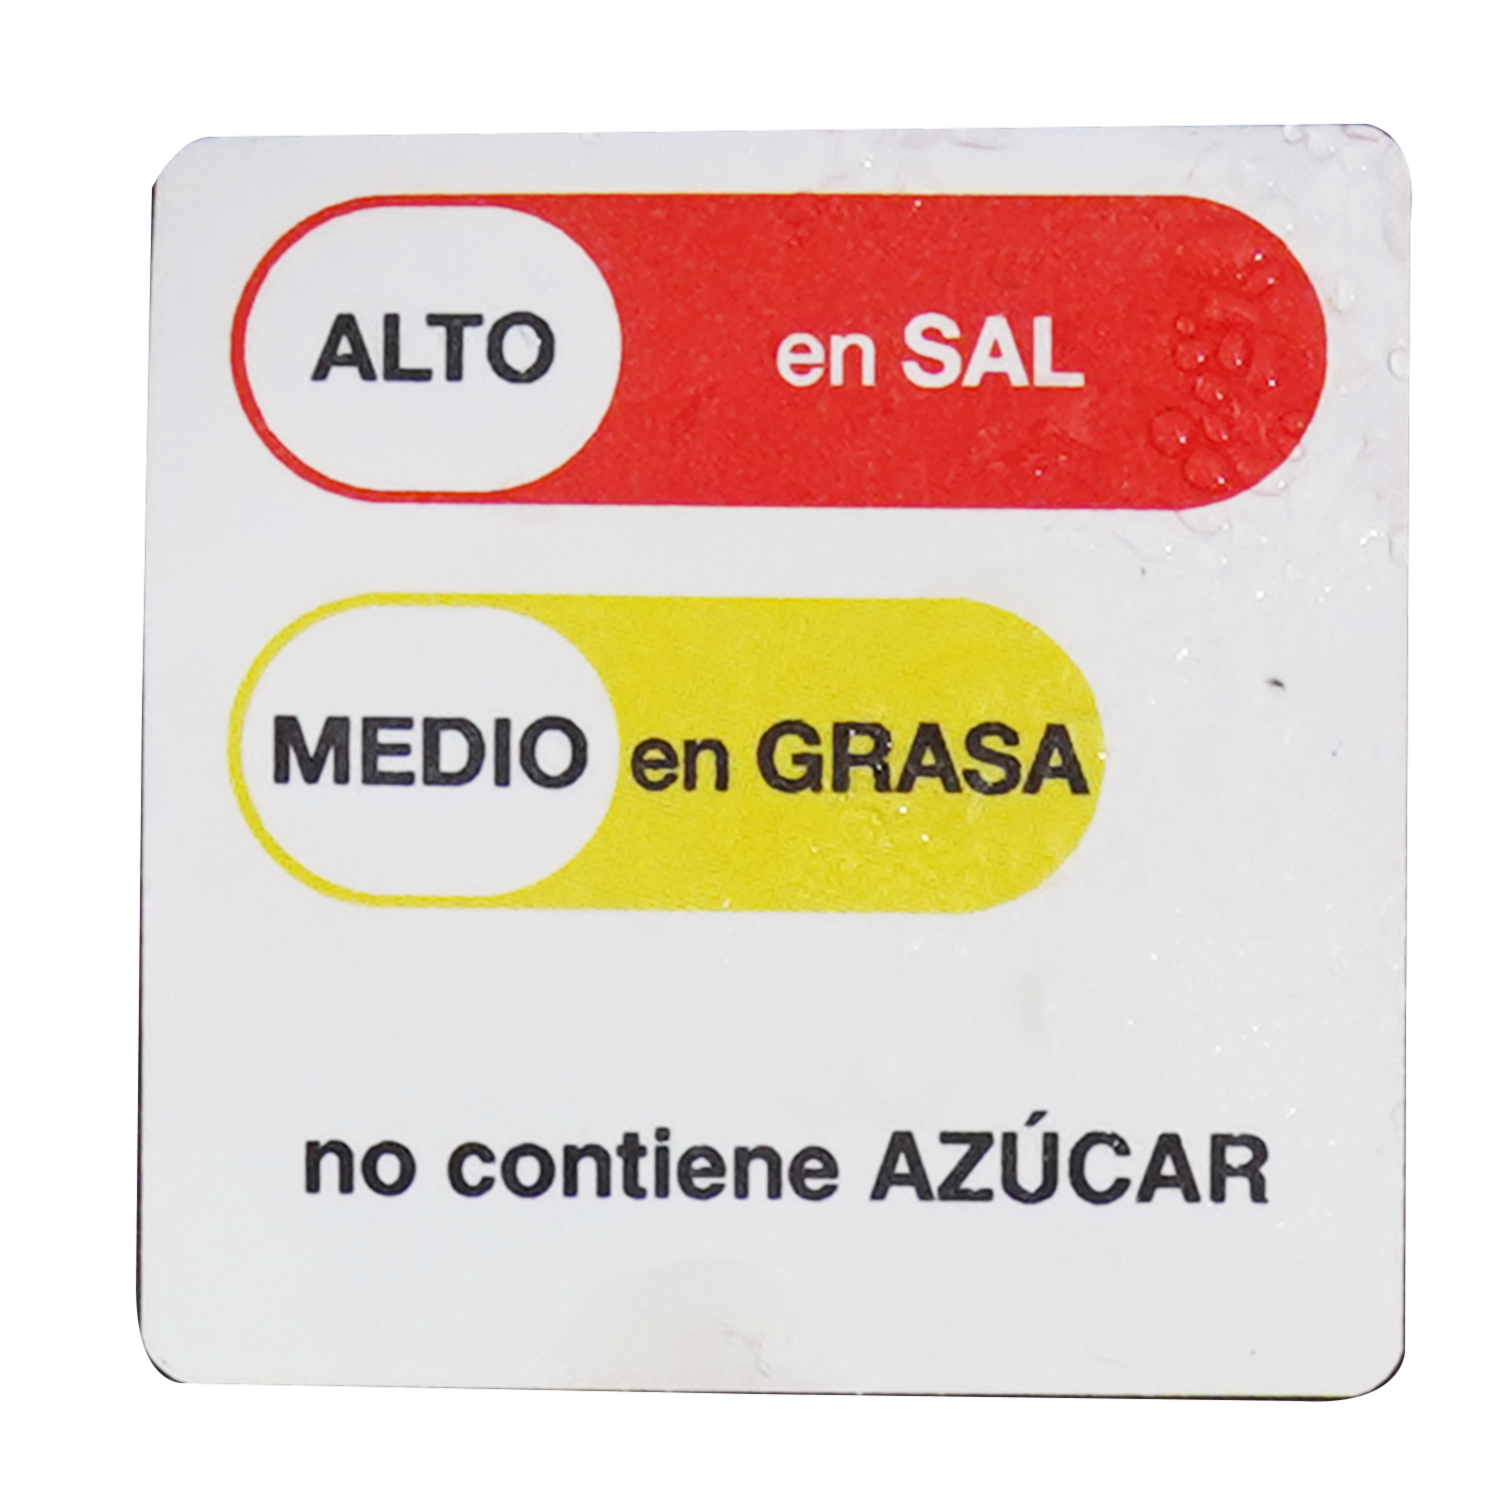 ALTO en SAL
MEDIO en GRASA
no contiene AZÚCAR